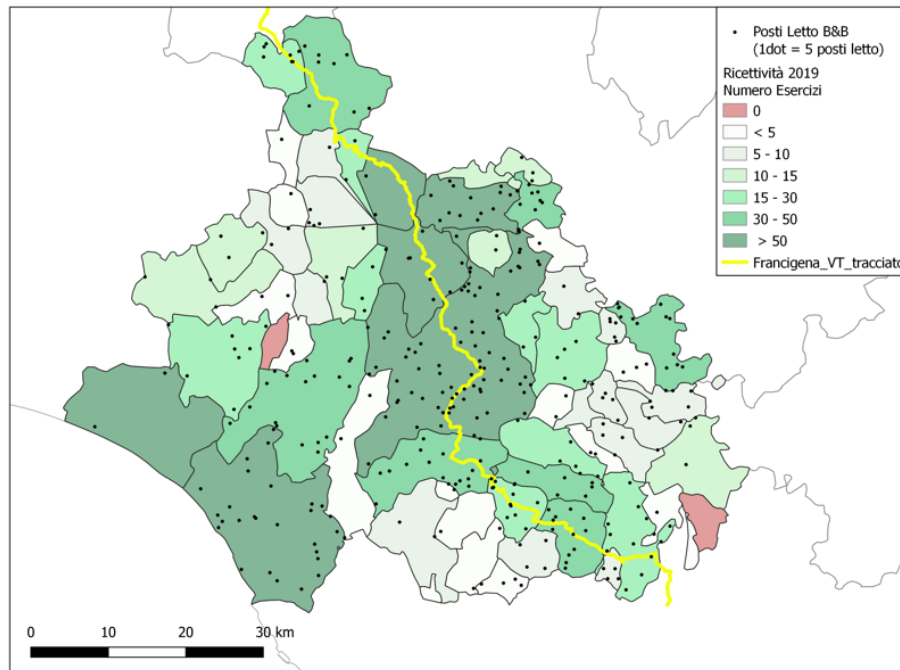 Posti Letto B&B
(1dot = 5 posti letto)
Ricettività 2019
Numero Esercizi
0
< 5
5 - 10
10 - 15
15 - 30
30 - 50
> 50
Francigena_VT_tracciato
0 10 20 30 km